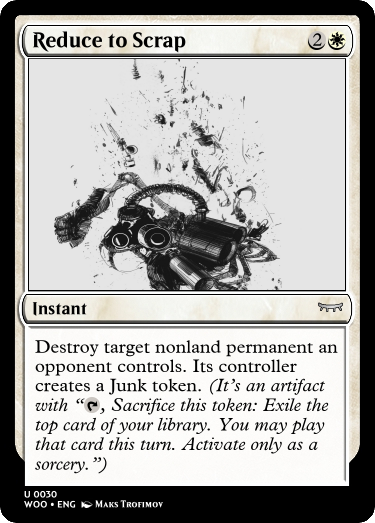 Reduce to Scrap 2
Instant
Destroy target nonland permanent an
opponent controls. Its controller
creates a Junk token. (It's an artifact
with “, Sacrifice this token: Exile the
top card of your library. You may play
that card this turn. Activate only as a
sorcery.”)
U 0030
WOO • ENG Maks Trofimov